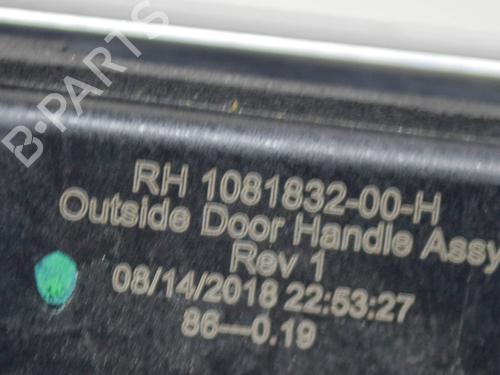 B-PARTS
RH 1081832-00-H
Outside Door Handle Assy
Rev 1
08/14/2018 22:53:27
86—0.19